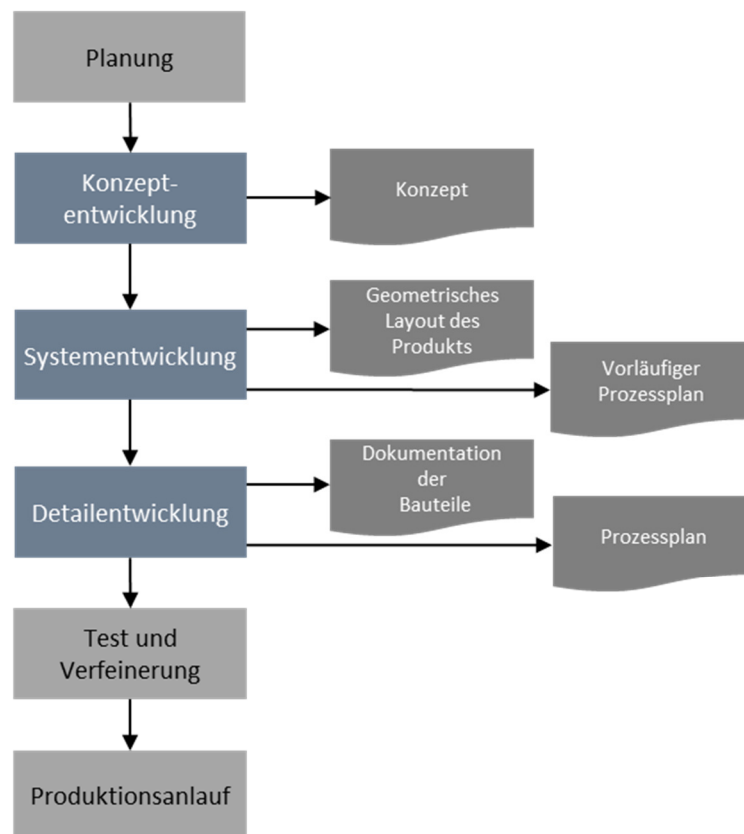 Planung
Konzept-
entwicklung
Konzept
Systementwicklung
Geometrisches
Layout des
Produkts
Vorläufiger
Prozessplan
Detailentwicklung
Dokumentation
der
Bauteile
Prozessplan
Test und
Verfeinerung
Produktionsanlauf